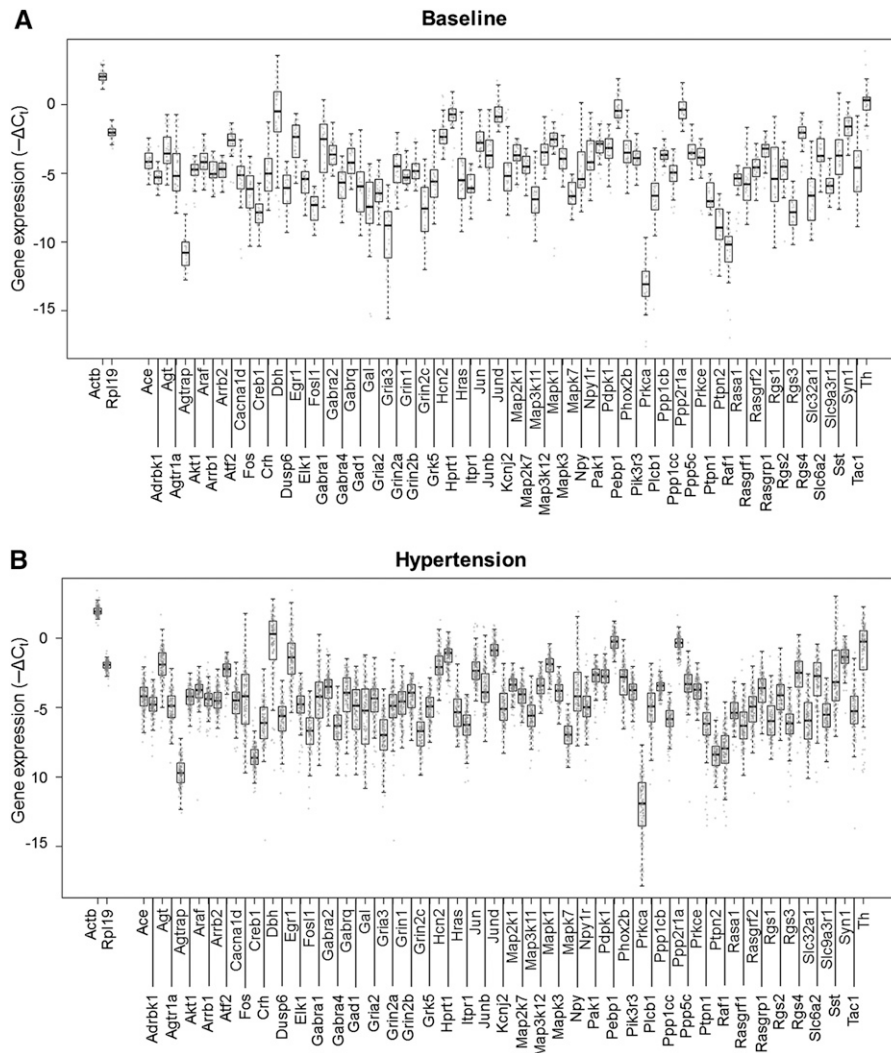 A
Baseline
Gene expression (−ΔCt)
0
-5
-10
-15
Actb
Rpl19
Ace
Adrbk1
Agt
Agtr1a
Agtrap
Akt1
Araf
Arrb1
Arrb2
Atf2
Cacna1d
Fos
Creb1
Crh
Dbh
Dusp6
Egr1
Elk1
Fosl1
Gabra1
Gabra2
Gabra4
Gabrq
Gad1
Gal
Gria2
Gria3
Grin2a
Grin1
Grin2b
Grin2c
Grk5
Hcn2
Hprt1
Hras
Itpr1
Jun
Junb
Jund
Kcnj2
Map2k1
Map2k7
Map3k11
Map3k12
Mapk1
Mapk3
Mapk7
Npy
Npy1r
Pak1
Pdpk1
Pebp1
Phox2b
Pik3r3
Prkca
Plcb1
Ppp1cb
Ppp1cc
Ppp2r1a
Ppp5c
Prkce
Ptpn1
Ptpn2
Raf1
Rasa1
Rasgrf1
Rasgrf2
Rasgrp1
Rgs1
Rgs2
Rgs3
Rgs4
Slc32a1
Slc6a2
Slc9a3r1
Sst
Syn1
Tac1
Th
B
Hypertension
Gene expression (−ΔCt)
0
-5
-10
-15
Actb
Rpl19
Ace
Adrbk1
Agt
Agtr1a
Agtrap
Akt1
Araf
Arrb1
Arrb2
Atf2
Cacna1d
Fos
Creb1
Crh
Dbh
Dusp6
Egr1
Elk1
Fosl1
Gabra1
Gabra2
Gabra4
Gabrq
Gad1
Gal
Gria2
Gria3
Grin2a
Grin1
Grin2b
Grin2c
Grk5
Hcn2
Hprt1
Hras
Itpr1
Jun
Junb
Jund
Kcnj2
Map2k1
Map2k7
Map3k11
Map3k12
Mapk1
Mapk3
Mapk7
Npy
Npy1r
Pak1
Pdpk1
Pebp1
Phox2b
Pik3r3
Prkca
Plcb1
Ppp1cb
Ppp1cc
Ppp2r1a
Ppp5c
Prkce
Ptpn1
Ptpn2
Raf1
Rasa1
Rasgrf1
Rasgrf2
Rasgrp1
Rgs1
Rgs2
Rgs3
Rgs4
Slc32a1
Slc6a2
Slc9a3r1
Sst
Syn1
Tac1
Th